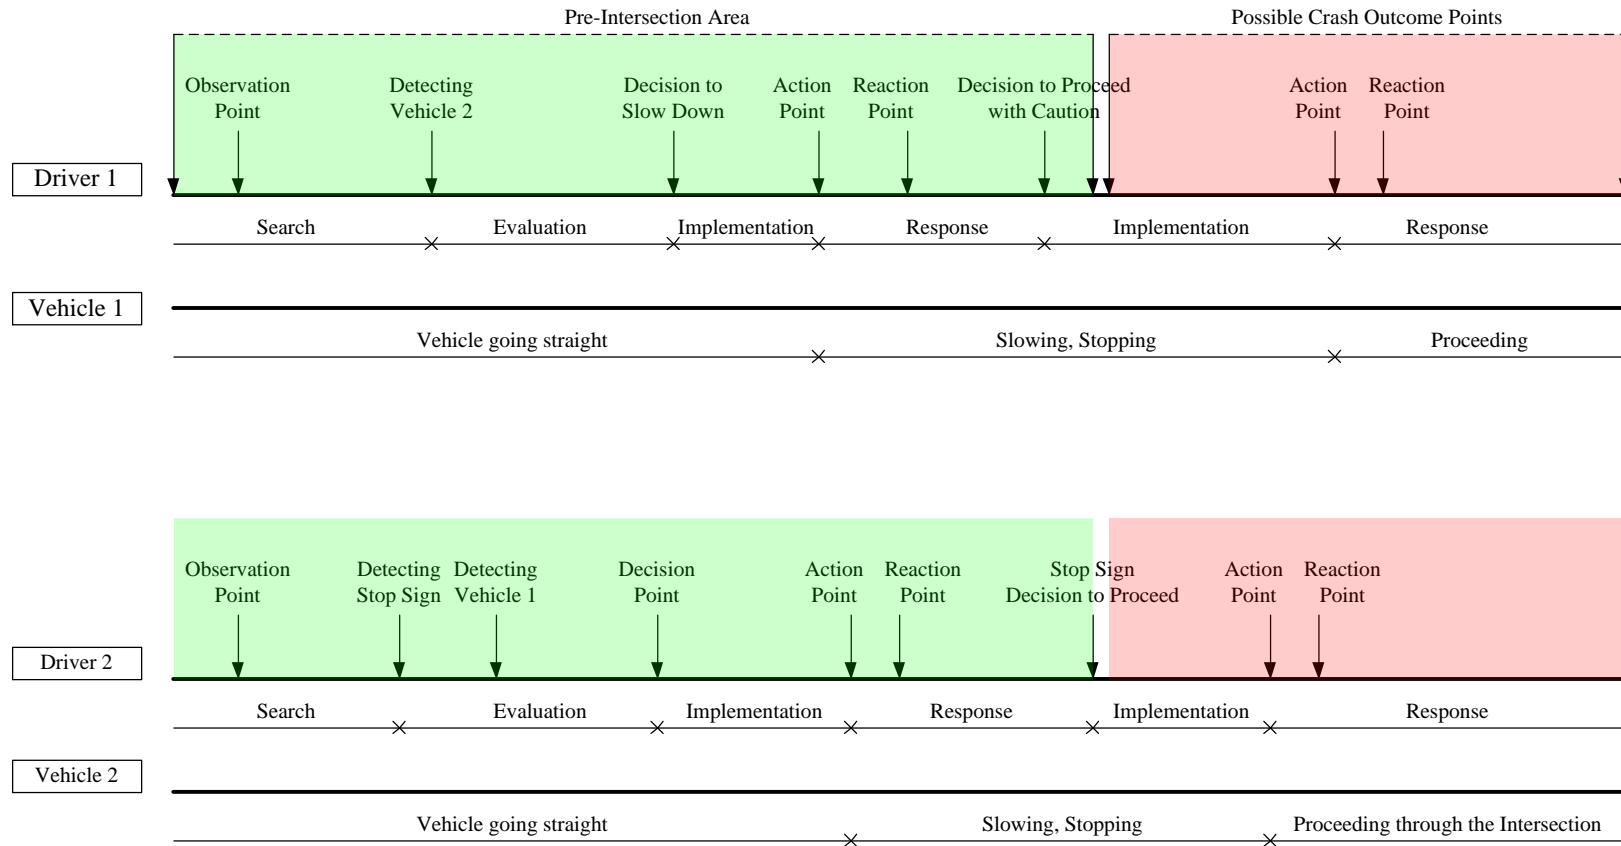 Pre-Intersection Area
Possible Crash Outcome Points
Observation
Point
Detecting
Vehicle 2
Decision to
Slow Down
Action
Point
Reaction
Point
Decision to Proceed
with Caution
Action
Point
Reaction
Point
Driver 1
Search
Evaluation
Implementation
Response
Implementation
Response
Vehicle 1
Vehicle going straight
Slowing, Stopping
Proceeding
Observation
Point
Detecting
Stop Sign
Detecting
Vehicle 1
Decision
Point
Action
Point
Reaction
Point
Stop Sign
Decision to Proceed
Action
Point
Reaction
Point
Driver 2
Search
Evaluation
Implementation
Response
Implementation
Response
Vehicle 2
Vehicle going straight
Slowing, Stopping
Proceeding through the Intersection